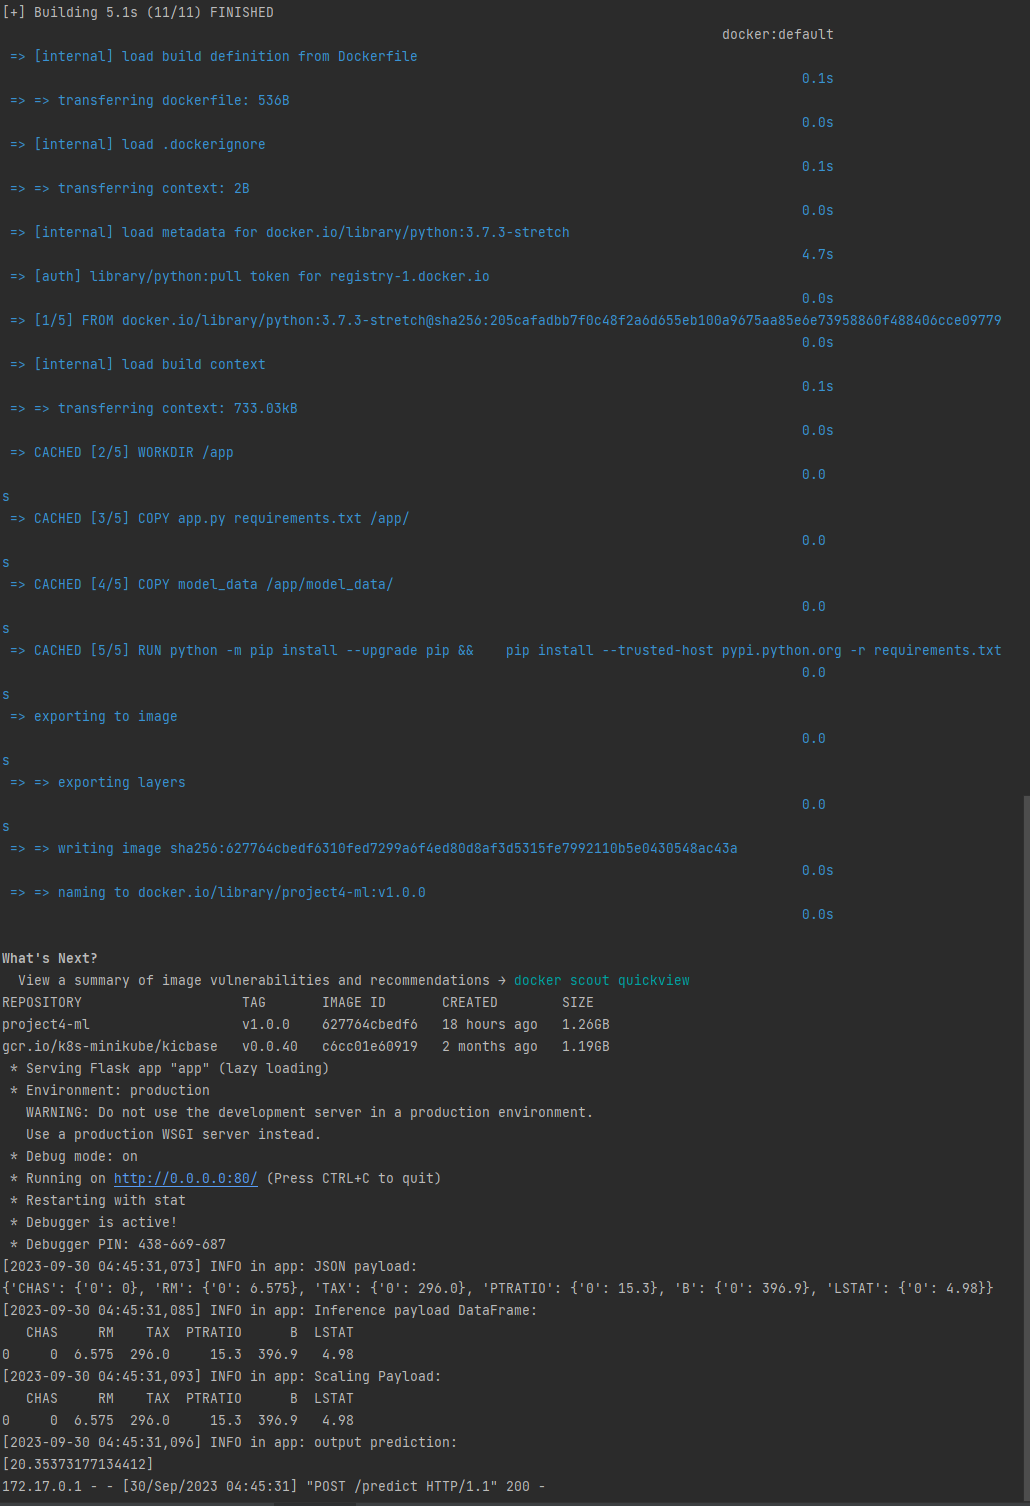 [+] Building 5.1s (11/11) FINISHED
docker:default
=> [internal] load build definition from Dockerfile
0.1s
=> => transferring dockerfile: 536B
0.0s
=> [internal] load .dockerignore
0.1s
=> => transferring context: 2B
0.0s
=> [internal] load metadata for docker.io/library/python:3.7.3-stretch
4.7s
=> [auth] library/python:pull token for registry-1.docker.io
0.0s
=> [1/5] FROM docker.io/library/python:3.7.3-stretch@sha256:205cafadbb7f0c48f2a6d655eb100a9675aa85e6e73958860f488406cce09779
0.0s
=> [internal] load build context
0.1s
=> => transferring context: 733.03kB
0.0s
=> CACHED [2/5] WORKDIR /app
0.0
s
=> CACHED [3/5] COPY app.py requirements.txt /app/
0.0
s
=> CACHED [4/5] COPY model_data /app/model_data/
0.0
s
=> CACHED [5/5] RUN python -m pip install --upgrade pip &&    pip install --trusted-host pypi.python.org -r requirements.txt
0.0
s
=> exporting to image
0.0
s
=> => exporting layers
0.0
s
=> => writing image sha256:627764cbedf6310fed7299a6f4ed80d8af3d5315fe7992110b5e0430548ac43a
0.0s
=> => naming to docker.io/library/project4-ml:v1.0.0
0.0s
What's Next?
View a summary of image vulnerabilities and recommendations → docker scout quickview
REPOSITORY                    TAG       IMAGE ID       CREATED        SIZE
project4-ml                   v1.0.0    627764cbedf6   18 hours ago   1.26GB
gcr.io/k8s-minikube/kicbase   v0.0.40   c6cc01e60919   2 months ago   1.19GB
* Serving Flask app "app" (lazy loading)
* Environment: production
WARNING: Do not use the development server in a production environment.
Use a production WSGI server instead.
* Debug mode: on
* Running on http://0.0.0.0:80/ (Press CTRL+C to quit)
* Restarting with stat
* Debugger is active!
* Debugger PIN: 438-669-687
[2023-09-30 04:45:31,073] INFO in app: JSON payload:
{'CHAS': {'0': 0}, 'RM': {'0': 6.575}, 'TAX': {'0': 296.0}, 'PTRATIO': {'0': 15.3}, 'B': {'0': 396.9}, 'LSTAT': {'0': 4.98}}
[2023-09-30 04:45:31,085] INFO in app: Inference payload DataFrame:
CHAS     RM    TAX  PTRATIO      B  LSTAT
0     0  6.575  296.0     15.3  396.9   4.98
[2023-09-30 04:45:31,093] INFO in app: Scaling Payload:
CHAS     RM    TAX  PTRATIO      B  LSTAT
0     0  6.575  296.0     15.3  396.9   4.98
[2023-09-30 04:45:31,096] INFO in app: output prediction:
[20.35373177134412]
172.17.0.1 - - [30/Sep/2023 04:45:31] "POST /predict HTTP/1.1" 200 -